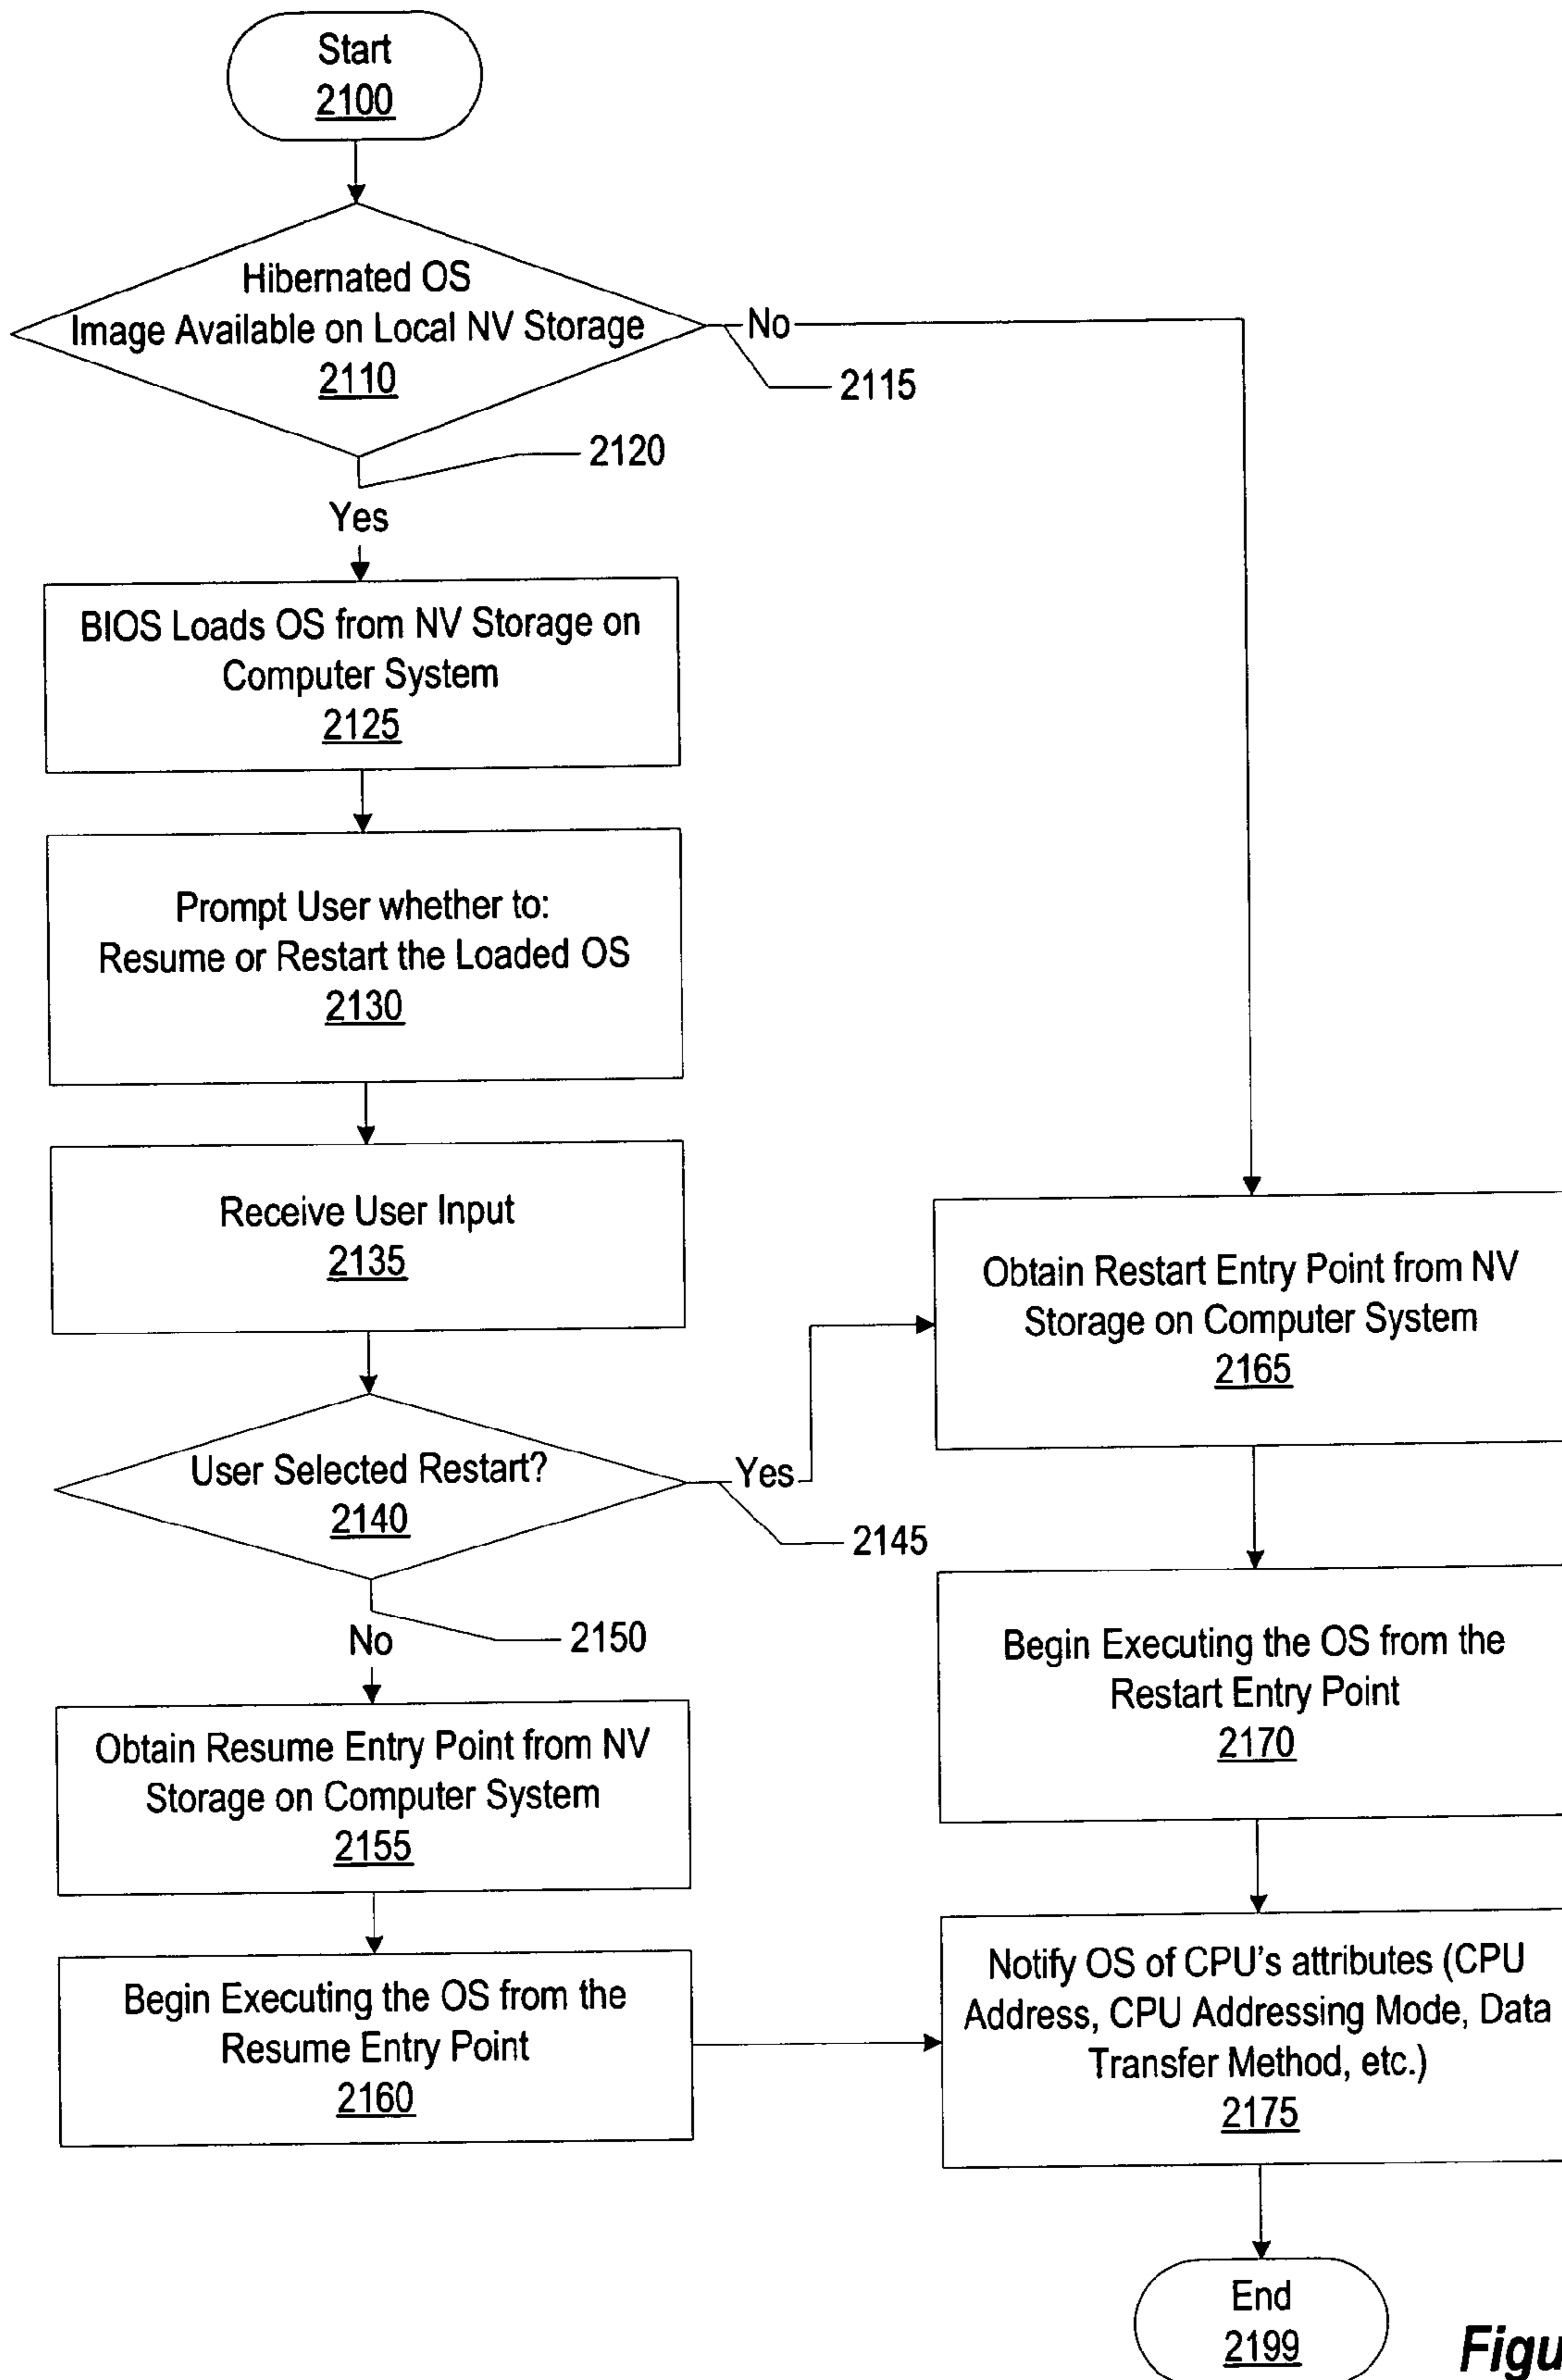 Start
2100
Hibernated OS
Image Available on Local NV Storage
2110
No
2115
2120
Yes
BIOS Loads OS from NV Storage on
Computer System
2125
Prompt User whether to:
Resume or Restart the Loaded OS
2130
Receive User Input
2135
User Selected Restart?
2140
Yes
2145
2150
No
Obtain Resume Entry Point from NV
Storage on Computer System
2155
Begin Executing the OS from the
Resume Entry Point
2160
Obtain Restart Entry Point from NV
Storage on Computer System
2165
Begin Executing the OS from the
Restart Entry Point
2170
Notify OS of CPU's attributes (CPU
Address, CPU Addressing Mode, Data
Transfer Method, etc.)
2175
End
2199
Figu